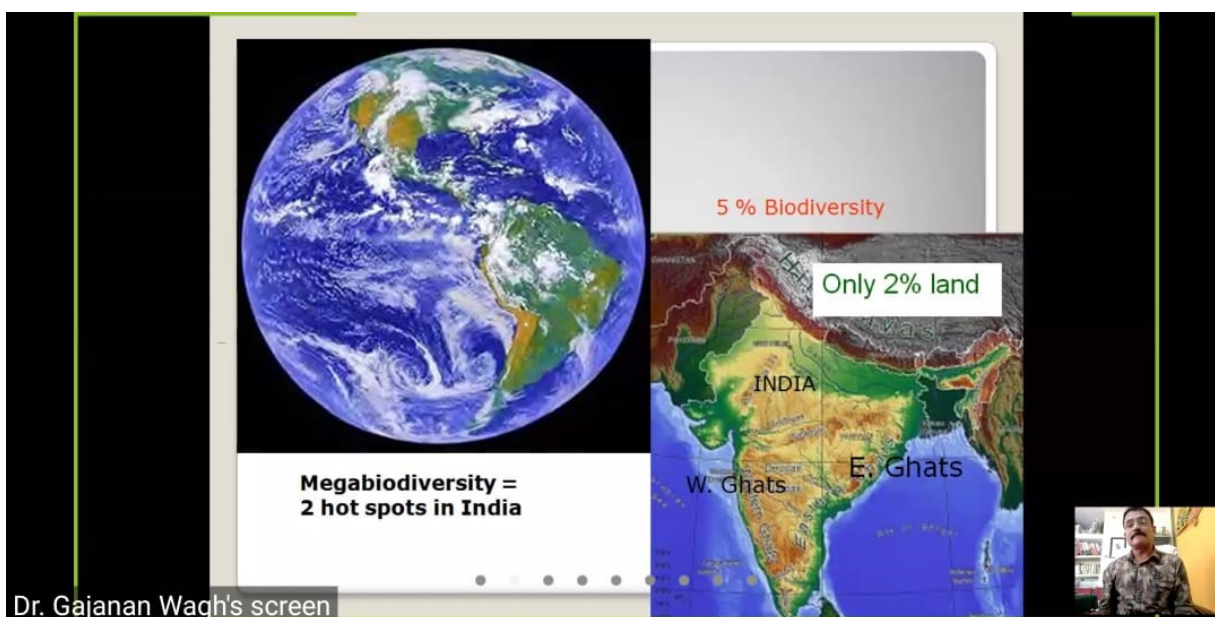 5 % Biodiversity
Only 2% land
INDIA
W. Ghats
E. Ghats
Megabiodiversity =
2 hot spots in India
Dr. Gajanan Wagh's screen